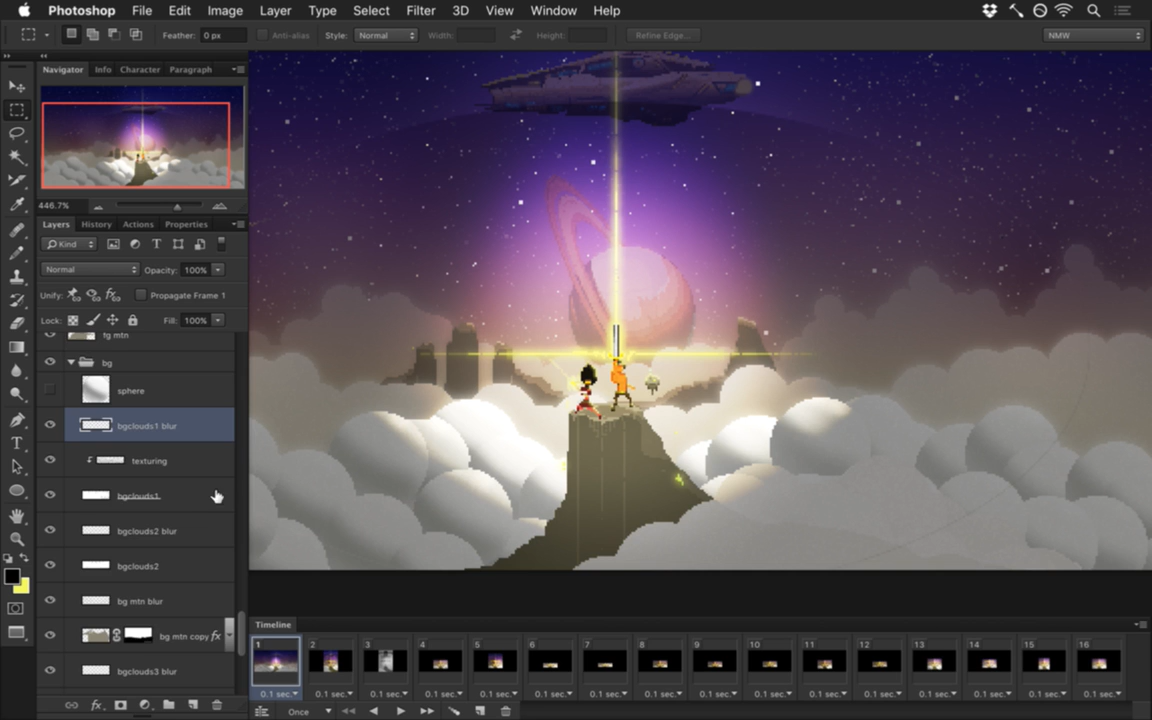 Photoshop File Edit Image Layer Type Select Filter 3D View Window Help
Feather: 0 px Anti-alias Style: Normal Width: Height: Refine Edge... NMW
Navigator Info Character Paragraph
446.7%
Layers History Actions Properties
Kind
Normal Opacity: 100%
Unify: Propagate Frame 1
Lock: Fill: 100%
fg mtn
bg
sphere
bgclouds1 blur
texturing
bgclouds1
bgclouds2 blur
bgclouds2
bg mtn blur
bg mtn copy fx
bgclouds3 blur
fx
Timeline
1 2 3 4 5 6 7 8 9 10 11 12 13 14 15 16
0.1 sec. 0.1 sec. 0.1 sec. 0.1 sec. 0.1 sec. 0.1 sec. 0.1 sec. 0.1 sec. 0.1 sec. 0.1 sec. 0.1 sec. 0.1 sec. 0.1 sec. 0.1 sec. 0.1 sec. 0.1 sec.
Once